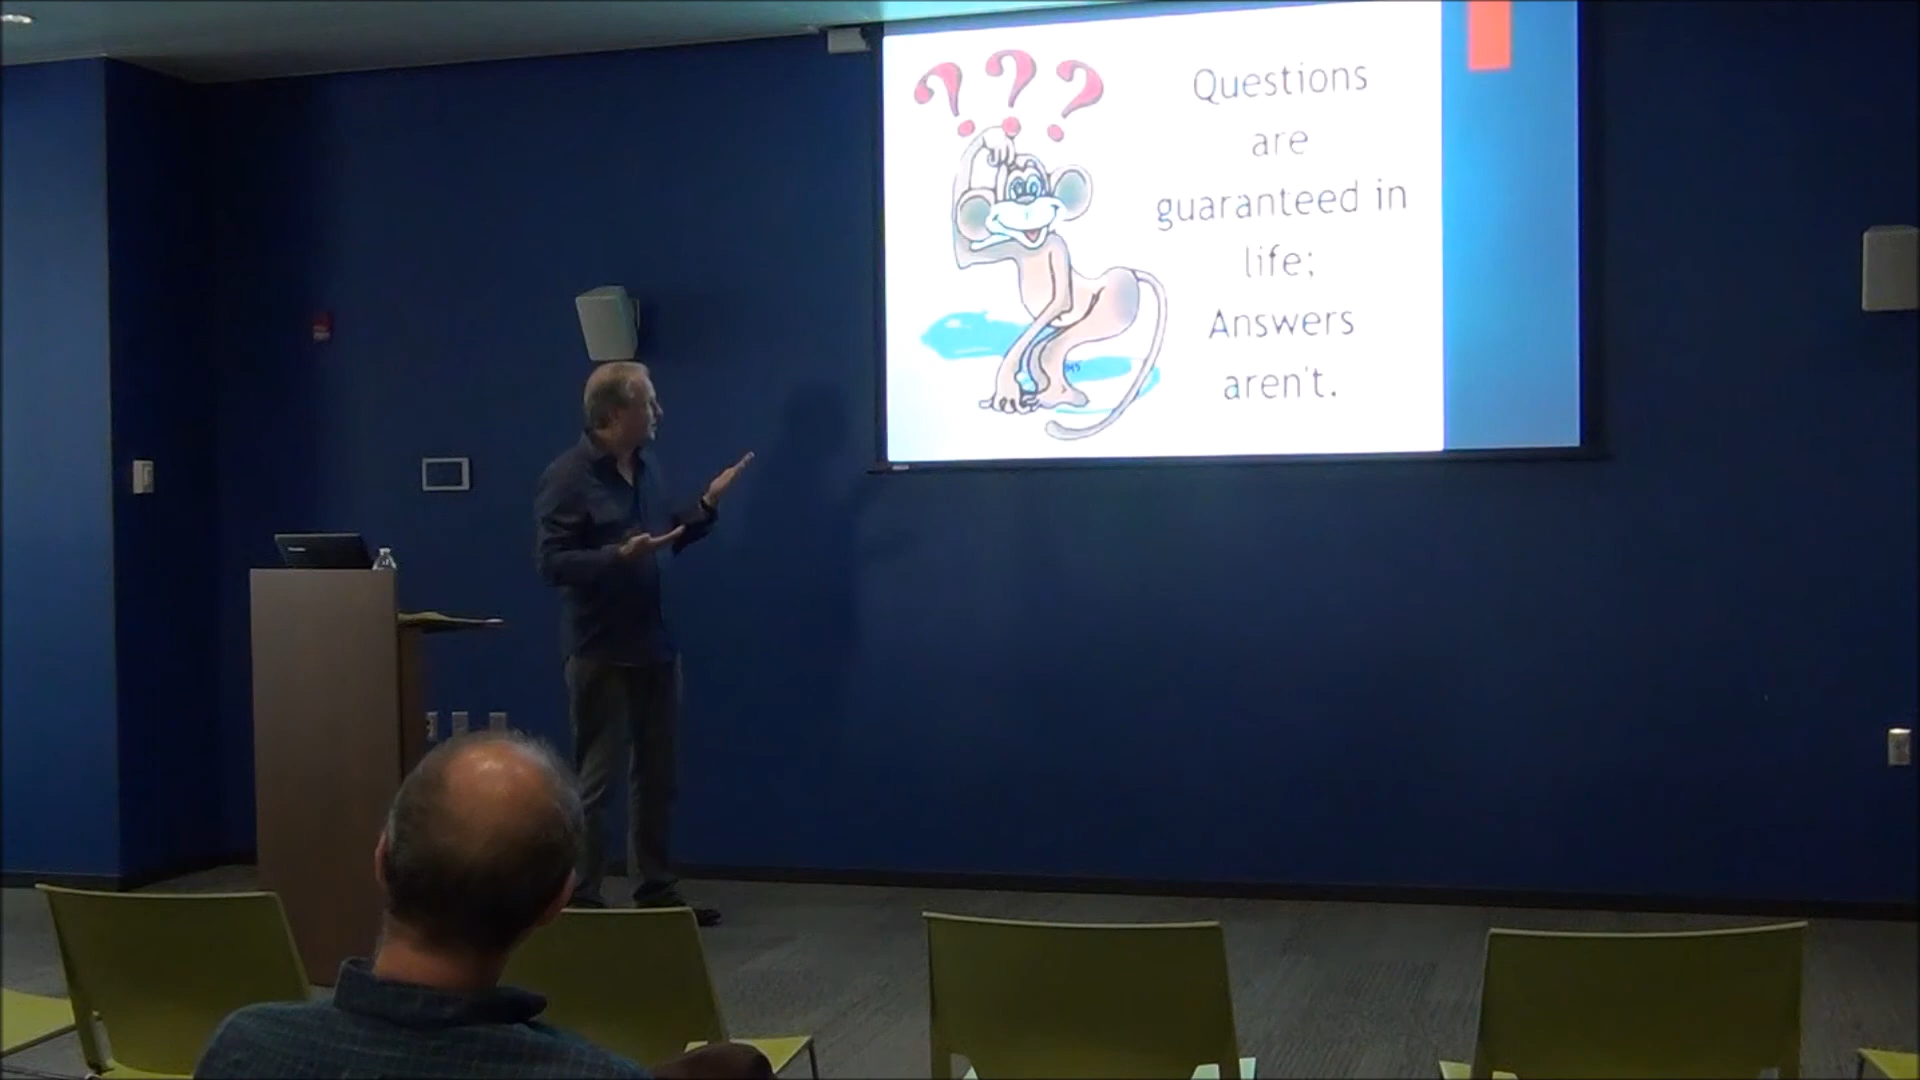 ? ? ?
Questions
are
guaranteed in
life;
Answers
aren't.